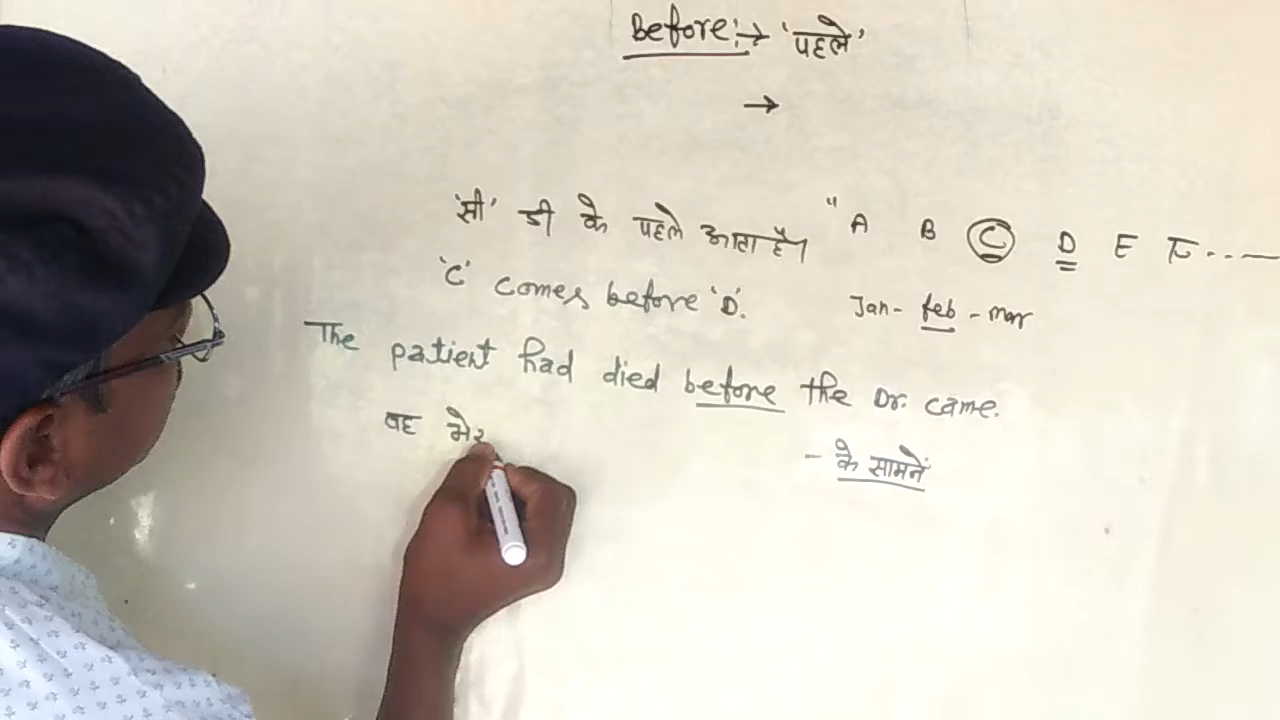 Before :→ 'पहले'
→
'सी' डी के पहले आता है। " A B C D E F....—
'C' comes before 'D'. Jan - feb - mar
The patient had died before the Dr. came.
वह मेर
- के सामने